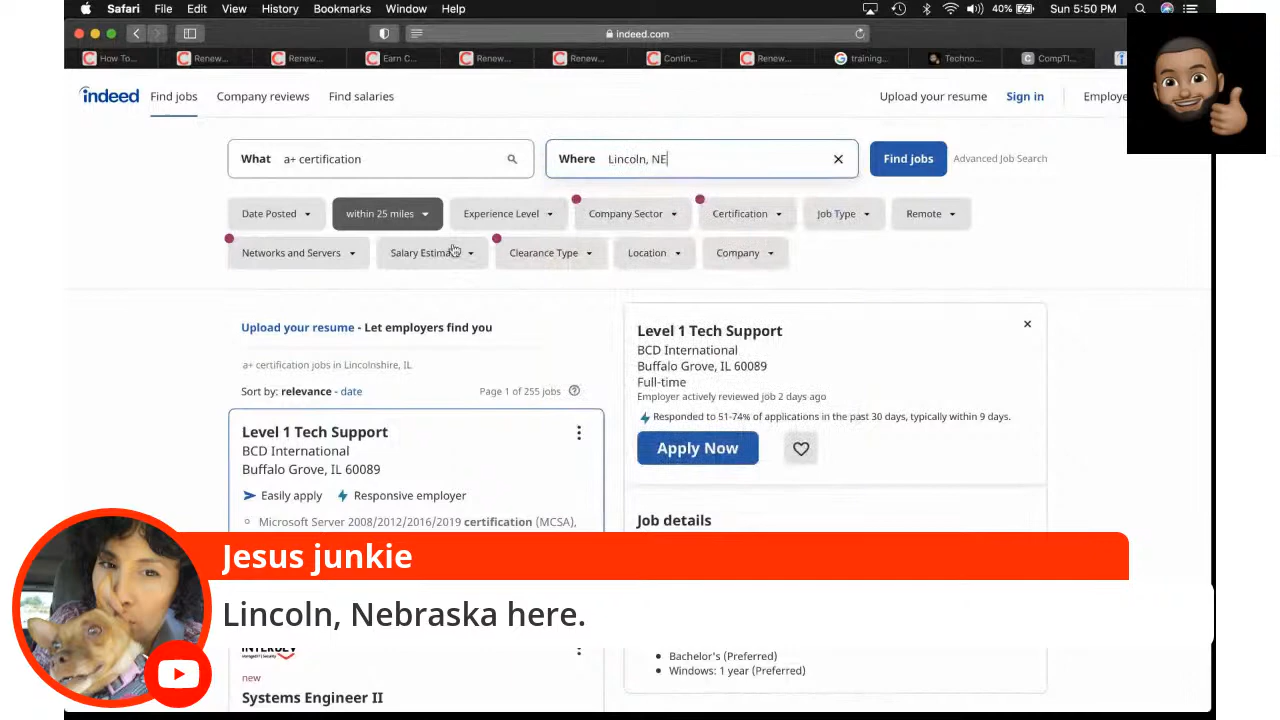 Safari File Edit View History Bookmarks Window Help 40% Sun 5:50 PM
indeed.com
How To... Renew... Renew... Earn C... Renew... Renew... Contin... Renew... training... Techno... CompTI...
indeed Find jobs Company reviews Find salaries Upload your resume Sign in Employe
What a+ certification Where Lincoln, NE Find jobs Advanced Job Search
Date Posted within 25 miles Experience Level Company Sector Certification Job Type Remote
Networks and Servers Salary Estima Clearance Type Location Company
Upload your resume - Let employers find you
a+ certification jobs in Lincolnshire, IL
Sort by: relevance - date Page 1 of 255 jobs
Level 1 Tech Support
BCD International
Buffalo Grove, IL 60089
Easily apply Responsive employer
Microsoft Server 2008/2012/2016/2019 certification (MCSA),
Level 1 Tech Support
BCD International
Buffalo Grove, IL 60089
Full-time
Employer actively reviewed job 2 days ago
Responded to 51-74% of applications in the past 30 days, typically within 9 days.
Apply Now
Job details
Jesus junkie
Lincoln, Nebraska here.
new
Systems Engineer II
Bachelor's (Preferred)
Windows: 1 year (Preferred)